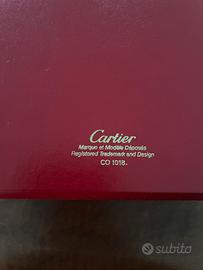 Cartier
Marque et Modèle Déposés
Registered Trademark and Design
CO 1018.
subito